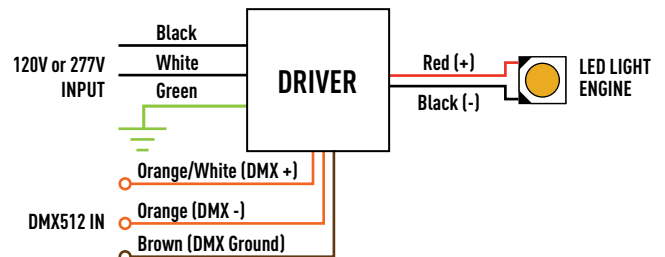 Black
120V or 277V
INPUT
White
Green
DRIVER
Red (+)
Black (-)
LED LIGHT
ENGINE
Orange/White (DMX +)
DMX512 IN
Orange (DMX -)
Brown (DMX Ground)